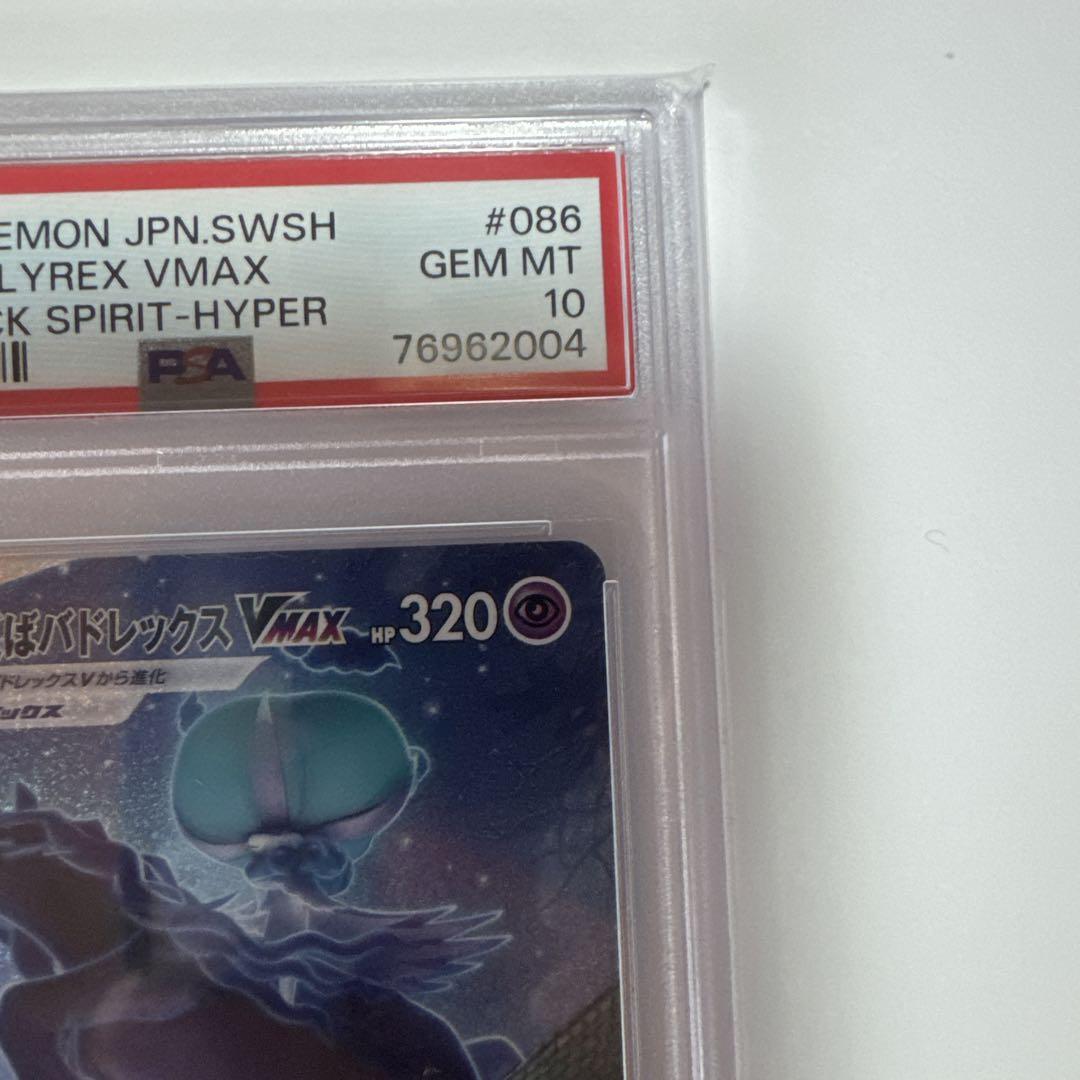 EMON JPN.SWSH #086
LYREX VMAX GEM MT
CK SPIRIT-HYPER 10
PSA 76962004
ばバドレックス VMAX HP 320
ドレックスVから進化
ックス